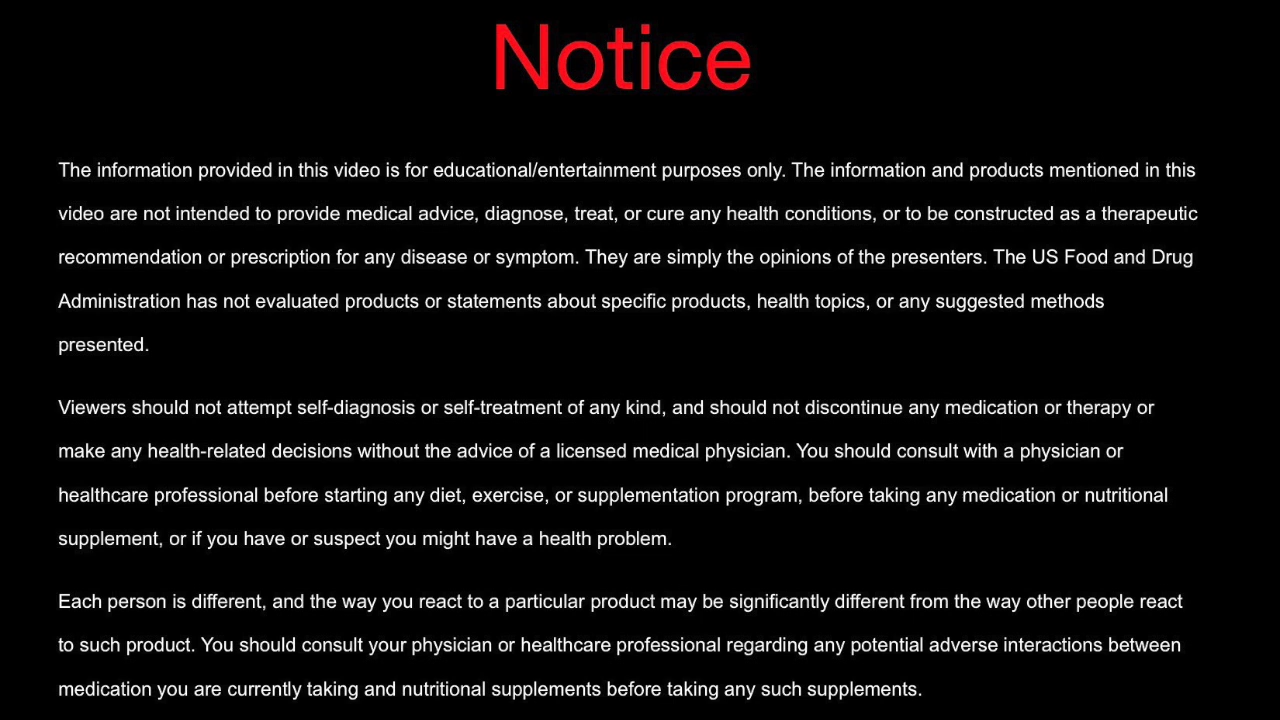 Notice
The information provided in this video is for educational/entertainment purposes only. The information and products mentioned in this
video are not intended to provide medical advice, diagnose, treat, or cure any health conditions, or to be constructed as a therapeutic
recommendation or prescription for any disease or symptom. They are simply the opinions of the presenters. The US Food and Drug
Administration has not evaluated products or statements about specific products, health topics, or any suggested methods
presented.
Viewers should not attempt self-diagnosis or self-treatment of any kind, and should not discontinue any medication or therapy or
make any health-related decisions without the advice of a licensed medical physician. You should consult with a physician or
healthcare professional before starting any diet, exercise, or supplementation program, before taking any medication or nutritional
supplement, or if you have or suspect you might have a health problem.
Each person is different, and the way you react to a particular product may be significantly different from the way other people react
to such product. You should consult your physician or healthcare professional regarding any potential adverse interactions between
medication you are currently taking and nutritional supplements before taking any such supplements.